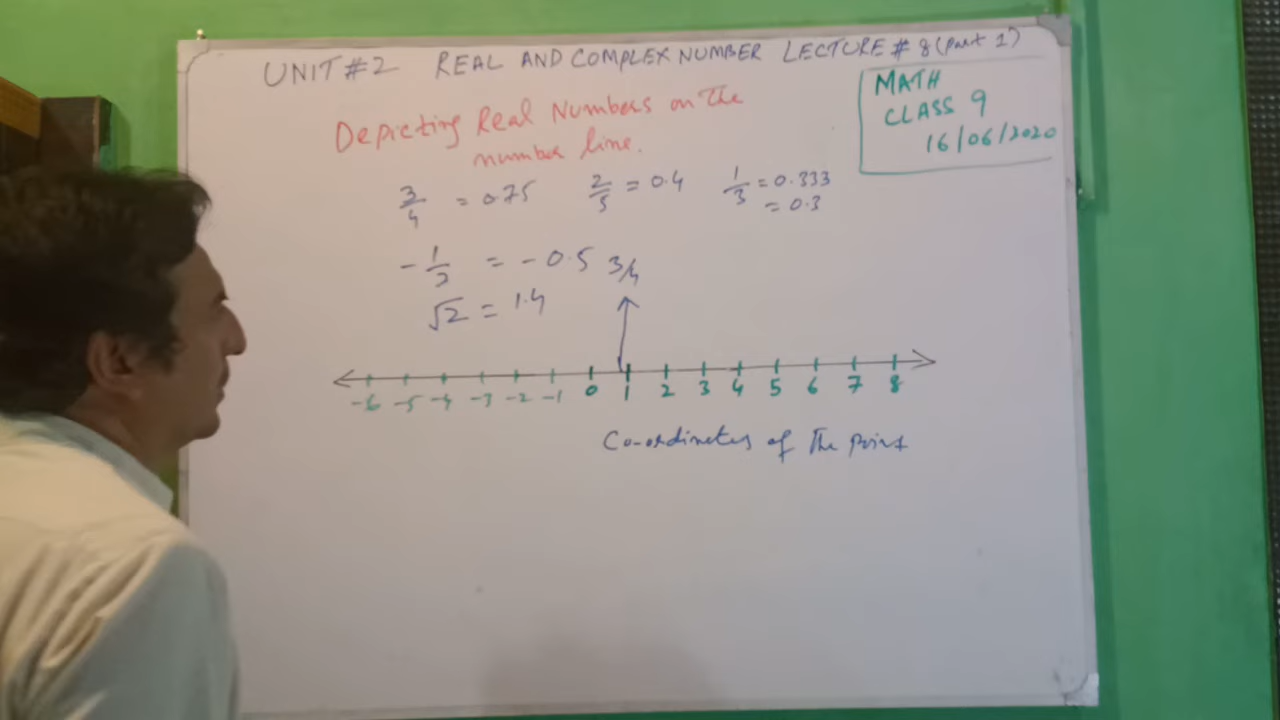 UNIT #2 REAL AND COMPLEX NUMBER LECTURE # 8 (Part 1)
MATH
CLASS 9
16/06/2020
Depicting Real Numbers on The
number line.
3/4 = 0.75 2/5 = 0.4 1/3 = 0.333
= 0.3
-1/2 = -0.5 3/4
√2 = 1.4
-6 -5 -4 -3 -2 -1 0 1 2 3 4 5 6 7 8
Co-ordinates of The point